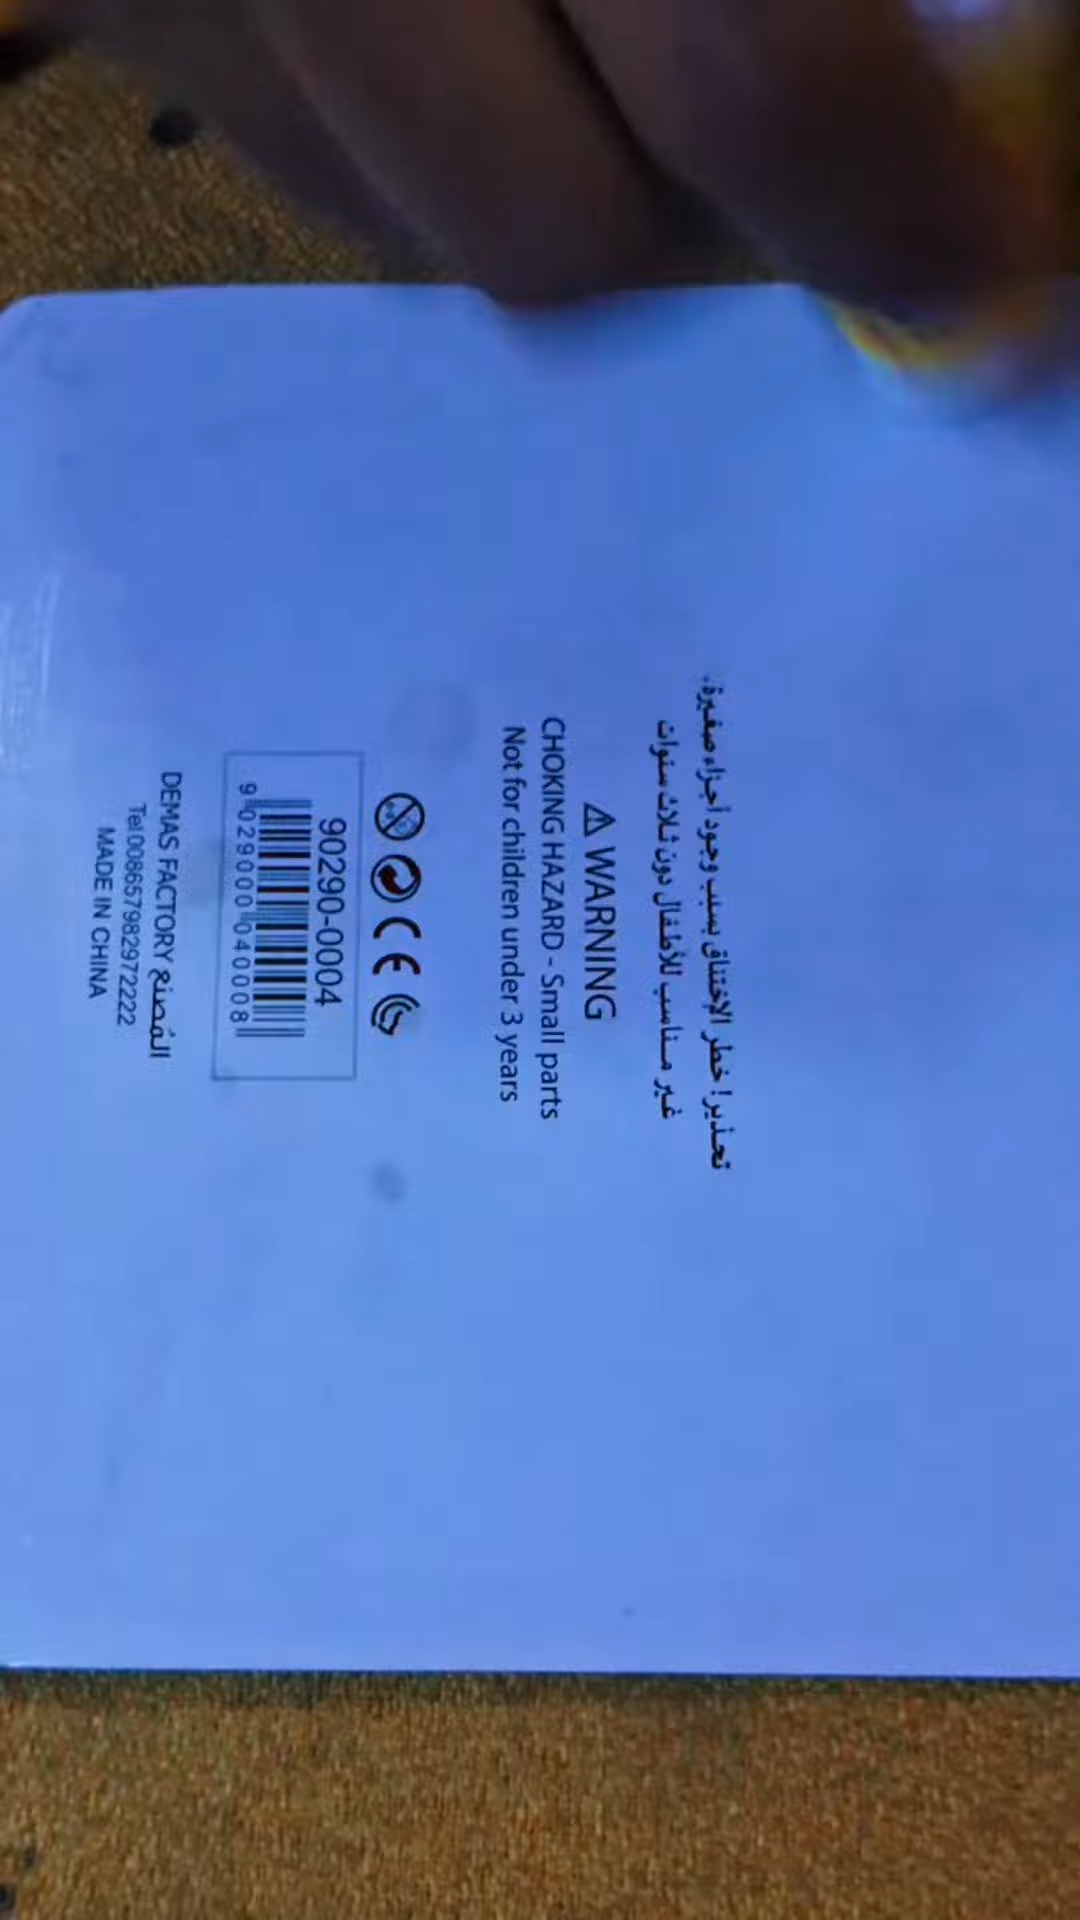 تحذير! خطر الإختناق بسبب وجود أجزاء صغيرة،
غير مناسب للأطفال دون ثلاث سنوات
WARNING
CHOKING HAZARD - Small parts
Not for children under 3 years
CE
90290-0004
9 029000 040008
DEMAS FACTORY المصنع
Tel 008657982972222
MADE IN CHINA